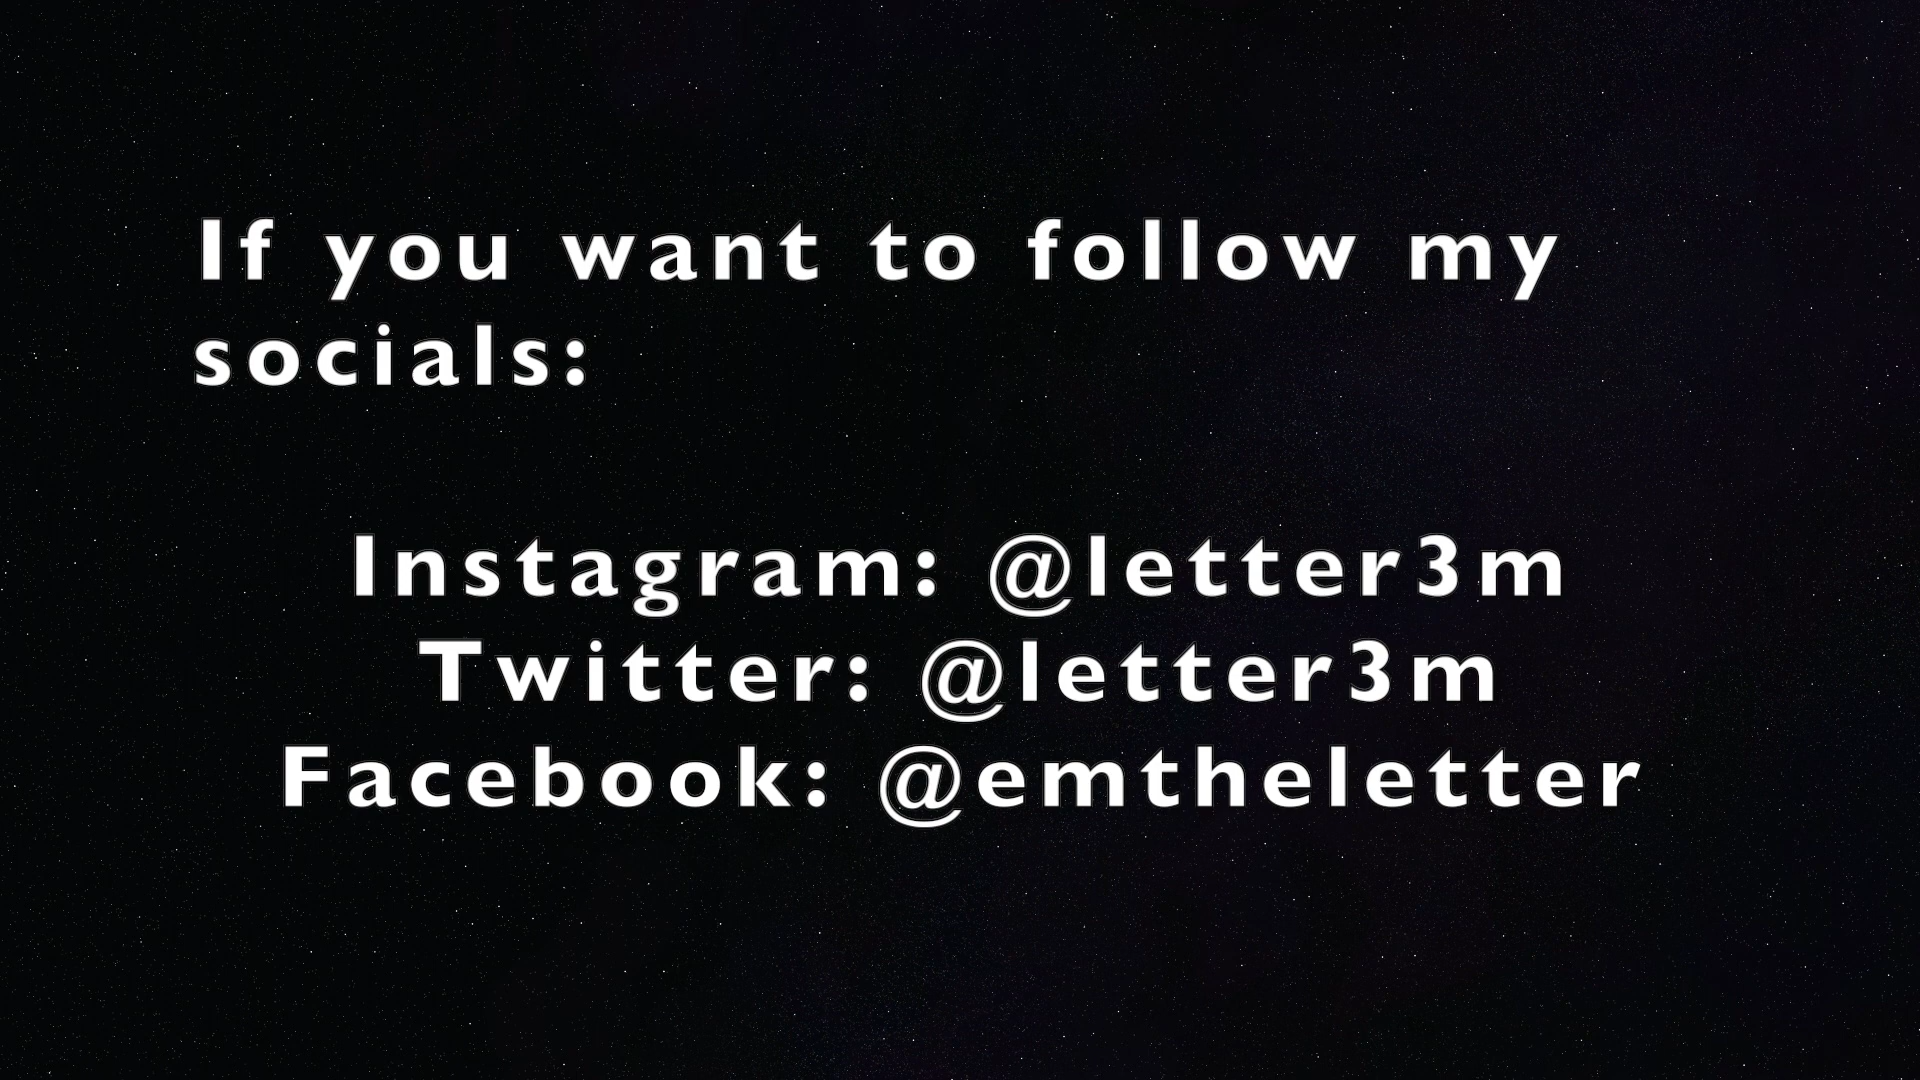 If you want to follow my
socials:
Instagram: @letter3m
Twitter: @letter3m
Facebook: @emtheletter